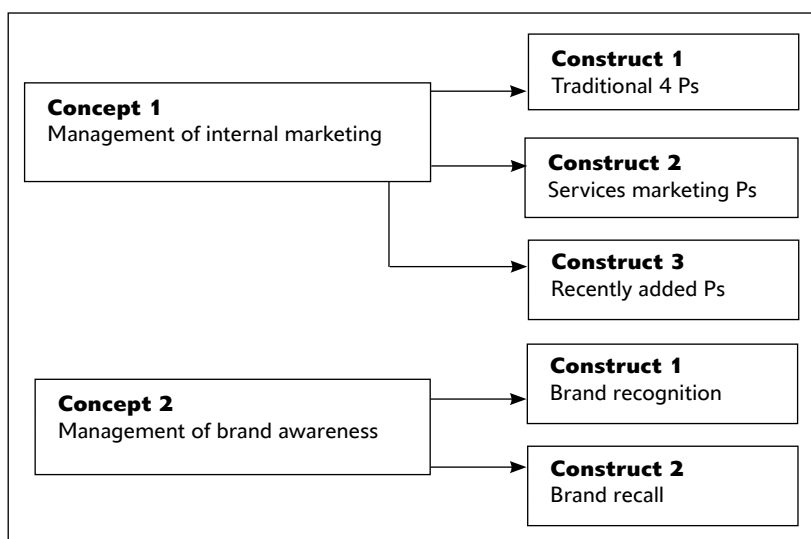 Concept 1
Management of internal marketing
Construct 1
Traditional 4 Ps
Construct 2
Services marketing Ps
Construct 3
Recently added Ps
Concept 2
Management of brand awareness
Construct 1
Brand recognition
Construct 2
Brand recall